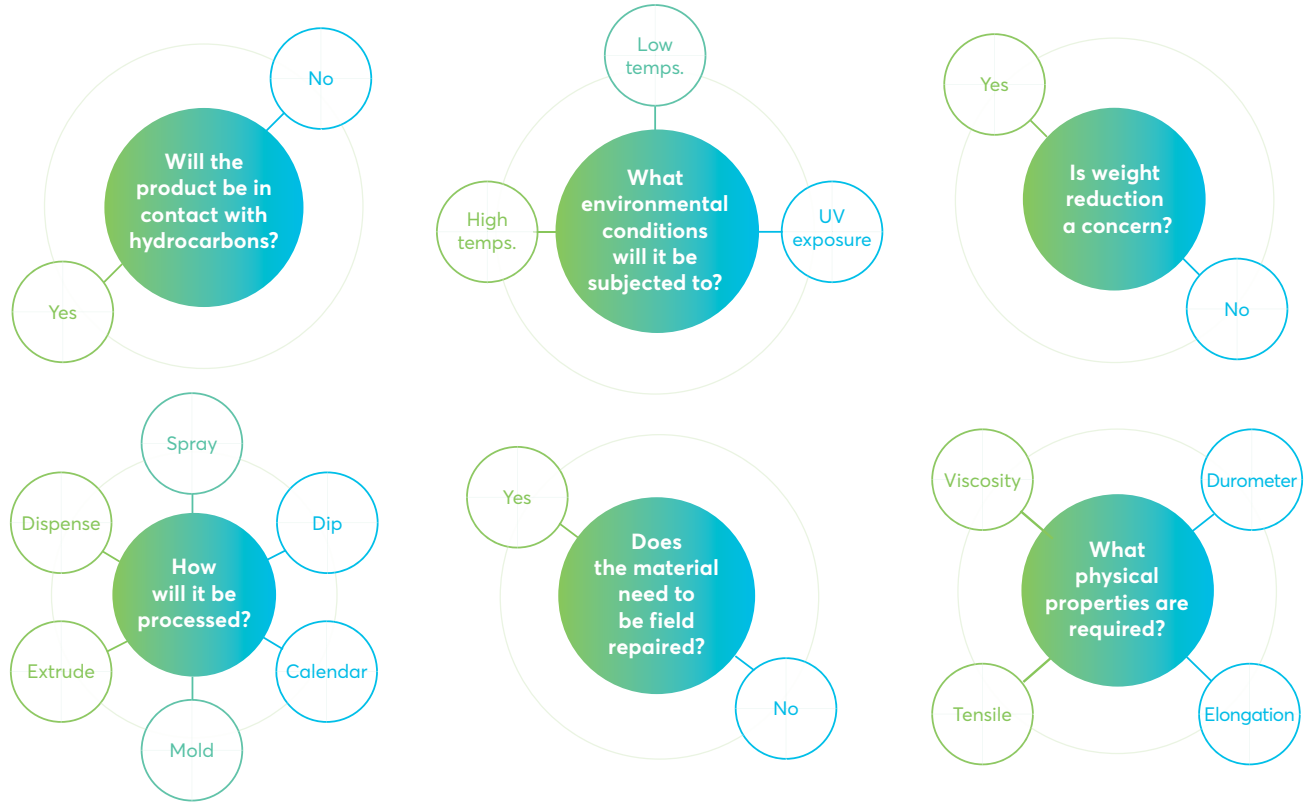 No
Will the
product be in
contact with
hydrocarbons?
Yes
Low
temps.
What
environmental
conditions
will it be
subjected to?
High
temps.
UV
exposure
Yes
Is weight
reduction
a concern?
No
Spray
Dispense
Dip
How
will it be
processed?
Extrude
Calendar
Mold
Yes
Does
the material
need to
be field
repaired?
No
Viscosity
Durometer
What
physical
properties are
required?
Tensile
Elongation